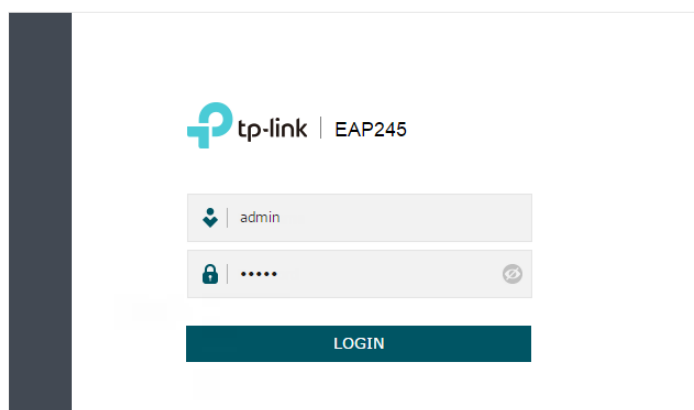 tp-link | EAP245
admin
•••••
LOGIN